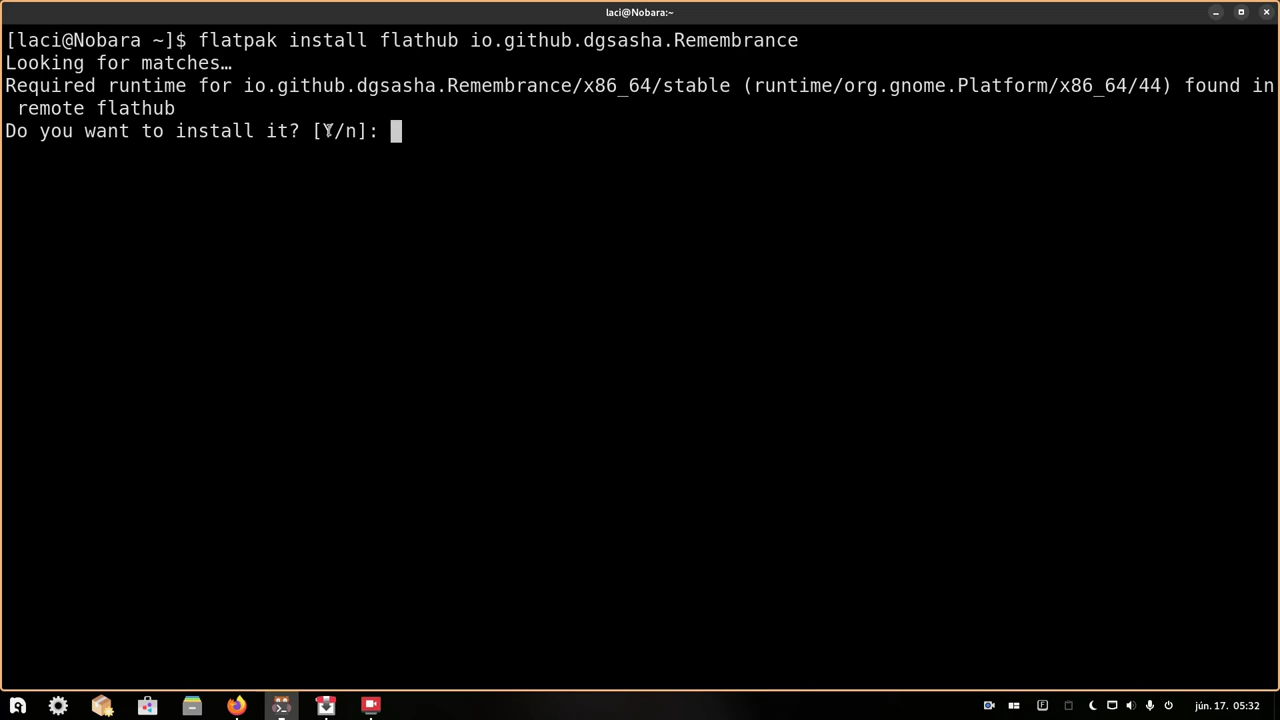 laci@Nobara:~
[laci@Nobara ~]$ flatpak install flathub io.github.dgsasha.Remembrance
Looking for matches…
Required runtime for io.github.dgsasha.Remembrance/x86_64/stable (runtime/org.gnome.Platform/x86_64/44) found in
remote flathub
Do you want to install it? [Y/n]:
jún. 17. 05:32